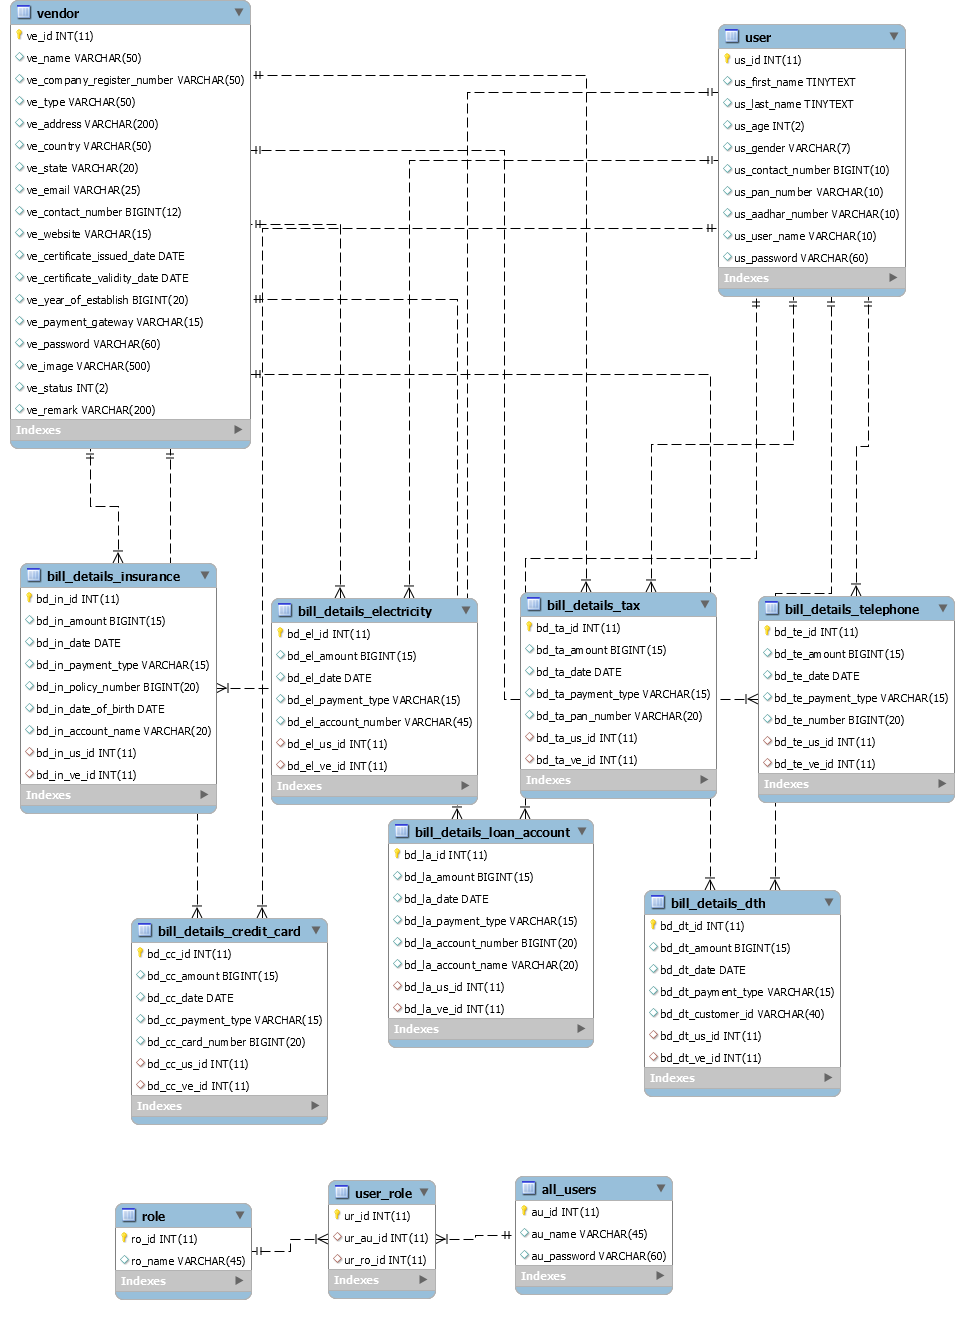 vendor
ve_id INT(11)
ve_name VARCHAR(50)
ve_company_register_number VARCHAR(50)
ve_type VARCHAR(50)
ve_address VARCHAR(200)
ve_country VARCHAR(50)
ve_state VARCHAR(20)
ve_email VARCHAR(25)
ve_contact_number BIGINT(12)
ve_website VARCHAR(15)
ve_certificate_issued_date DATE
ve_certificate_validity_date DATE
ve_year_of_establish BIGINT(20)
ve_payment_gateway VARCHAR(15)
ve_password VARCHAR(60)
ve_image VARCHAR(500)
ve_status INT(2)
ve_remark VARCHAR(200)
Indexes
user
us_id INT(11)
us_first_name TINYTEXT
us_last_name TINYTEXT
us_age INT(2)
us_gender VARCHAR(7)
us_contact_number BIGINT(10)
us_pan_number VARCHAR(10)
us_aadhar_number VARCHAR(10)
us_user_name VARCHAR(10)
us_password VARCHAR(60)
Indexes
bill_details_insurance
bd_in_id INT(11)
bd_in_amount BIGINT(15)
bd_in_date DATE
bd_in_payment_type VARCHAR(15)
bd_in_policy_number BIGINT(20)
bd_in_date_of_birth DATE
bd_in_account_name VARCHAR(20)
bd_in_us_id INT(11)
bd_in_ve_id INT(11)
Indexes
bill_details_electricity
bd_el_id INT(11)
bd_el_amount BIGINT(15)
bd_el_date DATE
bd_el_payment_type VARCHAR(15)
bd_el_account_number VARCHAR(45)
bd_el_us_id INT(11)
bd_el_ve_id INT(11)
Indexes
bill_details_tax
bd_ta_id INT(11)
bd_ta_amount BIGINT(15)
bd_ta_date DATE
bd_ta_payment_type VARCHAR(15)
bd_ta_pan_number VARCHAR(20)
bd_ta_us_id INT(11)
bd_ta_ve_id INT(11)
Indexes
bill_details_telephone
bd_te_id INT(11)
bd_te_amount BIGINT(15)
bd_te_date DATE
bd_te_payment_type VARCHAR(15)
bd_te_number BIGINT(20)
bd_te_us_id INT(11)
bd_te_ve_id INT(11)
Indexes
bill_details_loan_account
bd_la_id INT(11)
bd_la_amount BIGINT(15)
bd_la_date DATE
bd_la_payment_type VARCHAR(15)
bd_la_account_number BIGINT(20)
bd_la_account_name VARCHAR(20)
bd_la_us_id INT(11)
bd_la_ve_id INT(11)
Indexes
bill_details_dth
bd_dt_id INT(11)
bd_dt_amount BIGINT(15)
bd_dt_date DATE
bd_dt_payment_type VARCHAR(15)
bd_dt_customer_id VARCHAR(40)
bd_dt_us_id INT(11)
bd_dt_ve_id INT(11)
Indexes
bill_details_credit_card
bd_cc_id INT(11)
bd_cc_amount BIGINT(15)
bd_cc_date DATE
bd_cc_payment_type VARCHAR(15)
bd_cc_card_number BIGINT(20)
bd_cc_us_id INT(11)
bd_cc_ve_id INT(11)
Indexes
role
ro_id INT(11)
ro_name VARCHAR(45)
Indexes
user_role
ur_id INT(11)
ur_au_id INT(11)
ur_ro_id INT(11)
Indexes
all_users
au_id INT(11)
au_name VARCHAR(45)
au_password VARCHAR(60)
Indexes